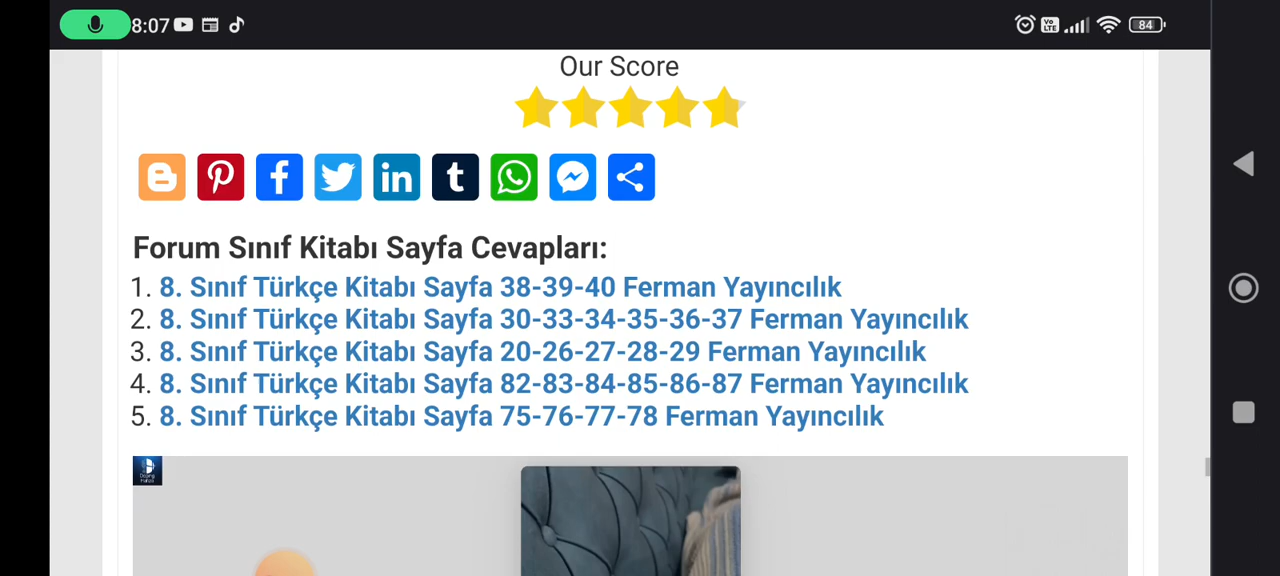 8:07
Vo LTE
84
Our Score
Forum Sınıf Kitabı Sayfa Cevapları:
1. 8. Sınıf Türkçe Kitabı Sayfa 38-39-40 Ferman Yayıncılık
2. 8. Sınıf Türkçe Kitabı Sayfa 30-33-34-35-36-37 Ferman Yayıncılık
3. 8. Sınıf Türkçe Kitabı Sayfa 20-26-27-28-29 Ferman Yayıncılık
4. 8. Sınıf Türkçe Kitabı Sayfa 82-83-84-85-86-87 Ferman Yayıncılık
5. 8. Sınıf Türkçe Kitabı Sayfa 75-76-77-78 Ferman Yayıncılık